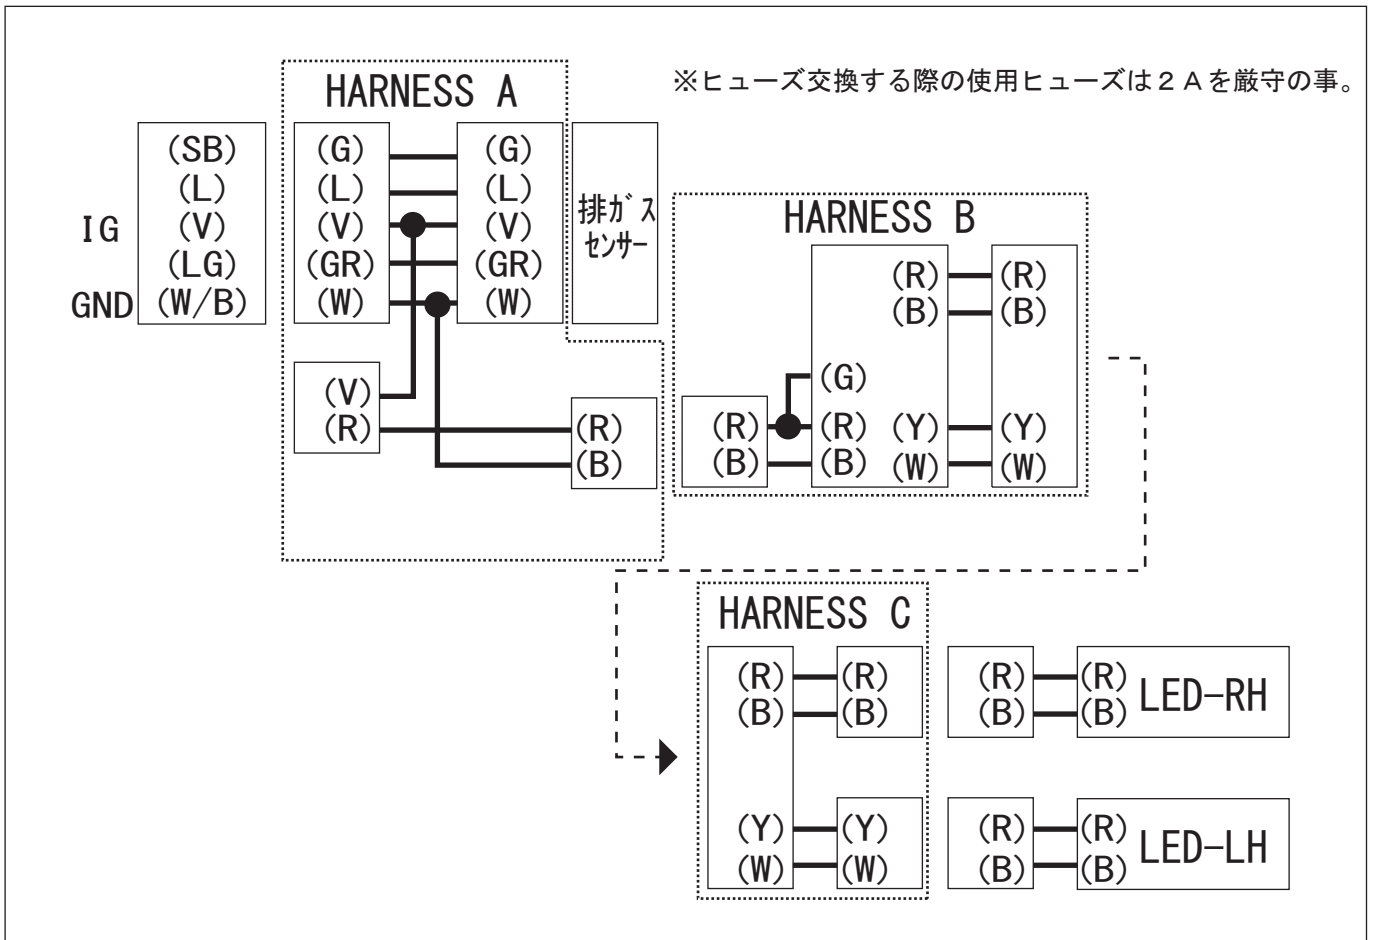 HARNESS A
※ヒューズ交換する際の使用ヒューズは２Ａを厳守の事。
(SB)
(L)
IG (V)
(LG)
GND (W/B)
(G) (G)
(L) (L)
(V) (V)
(GR) (GR)
(W) (W)
排ガス
センサー
(V)
(R) (R)
(B)
HARNESS B
(R) (R)
(B) (B)
(G)
(R) (R) (Y) (Y)
(B) (B) (W) (W)
HARNESS C
(R) (R) (R) (R) LED-RH
(B) (B) (B) (B)
(Y) (Y) (R) (R) LED-LH
(W) (W) (B) (B)